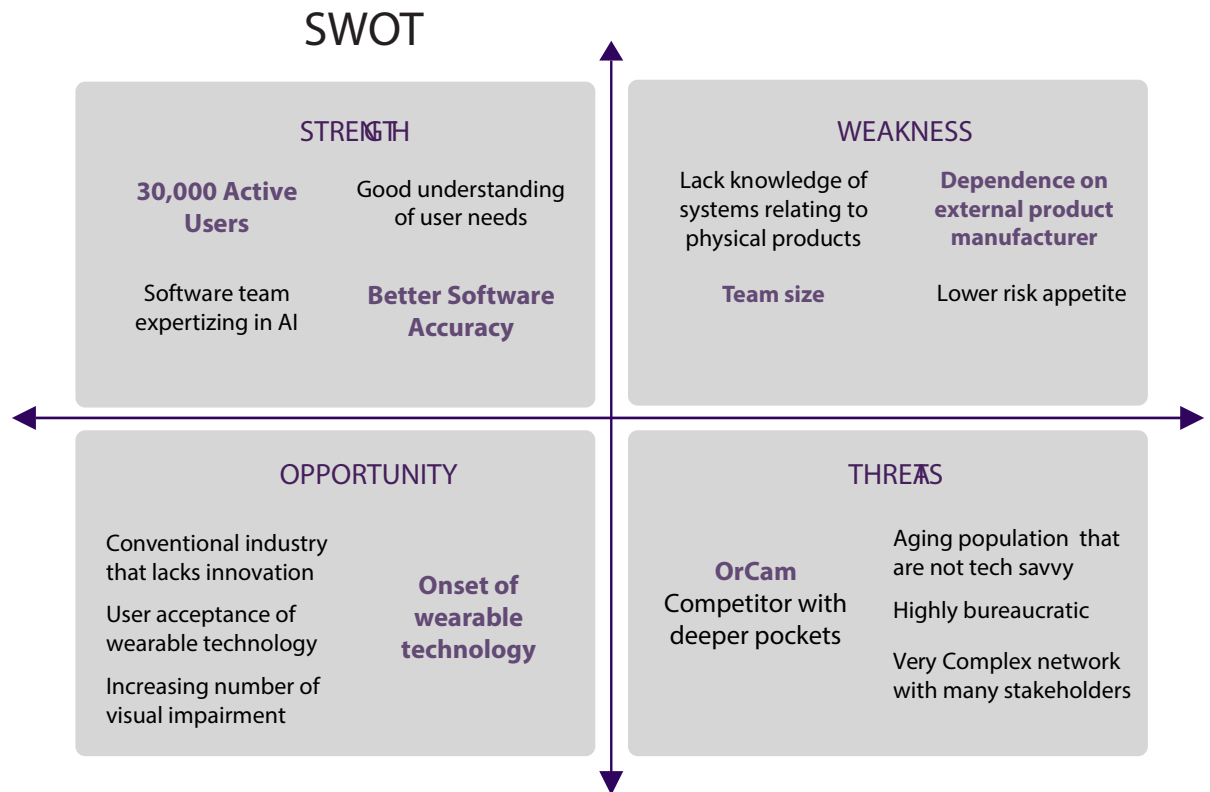 SWOT
STRENGTH
30,000 Active
Users
Good understanding
of user needs
Software team
expertizing in AI
Better Software
Accuracy
WEAKNESS
Lack knowledge of
systems relating to
physical products
Dependence on
external product
manufacturer
Team size
Lower risk appetite
OPPORTUNITY
Conventional industry
that lacks innovation
User acceptance of
wearable technology
Increasing number of
visual impairment
Onset of
wearable
technology
THREATS
OrCam
Competitor with
deeper pockets
Aging population that
are not tech savvy
Highly bureaucratic
Very Complex network
with many stakeholders